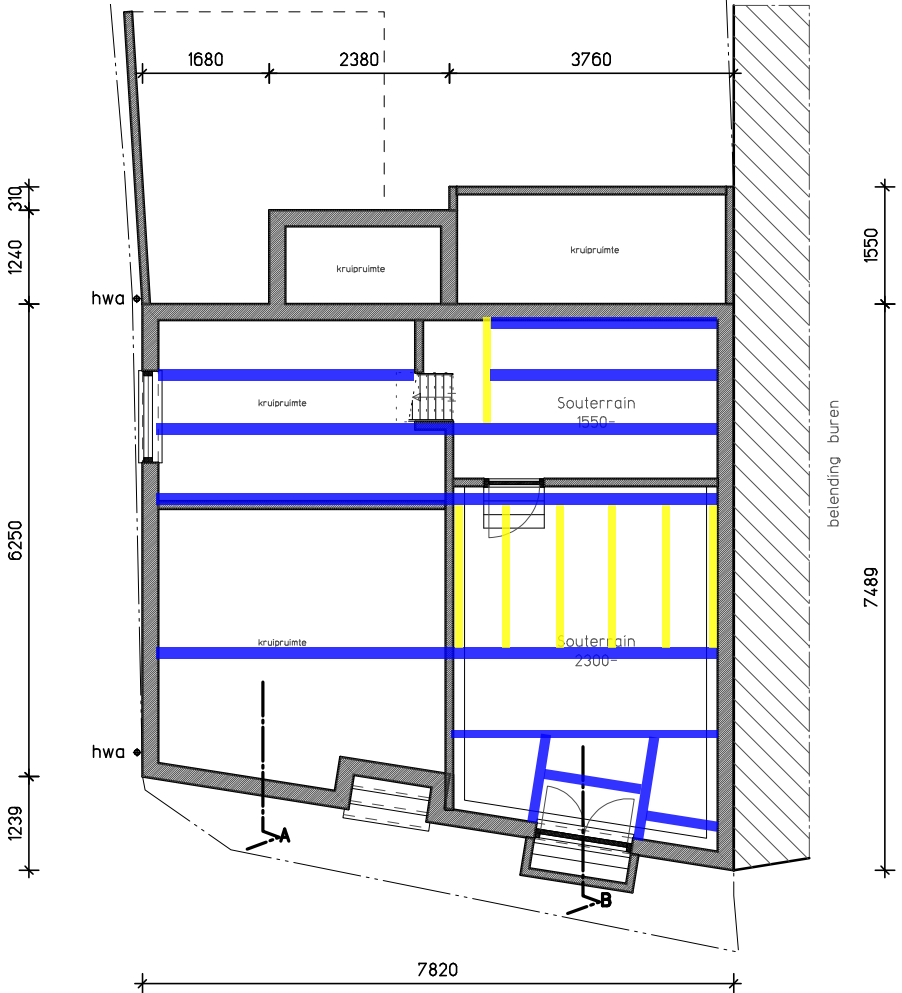 1680
2380
3760
310
1240
1550
kruipruimte
kruipruimte
hwa
kruipruimte
Souterrain
1550-
belending buren
6250
7489
kruipruimte
Souterrain
2300-
hwa
1239
A
B
7820